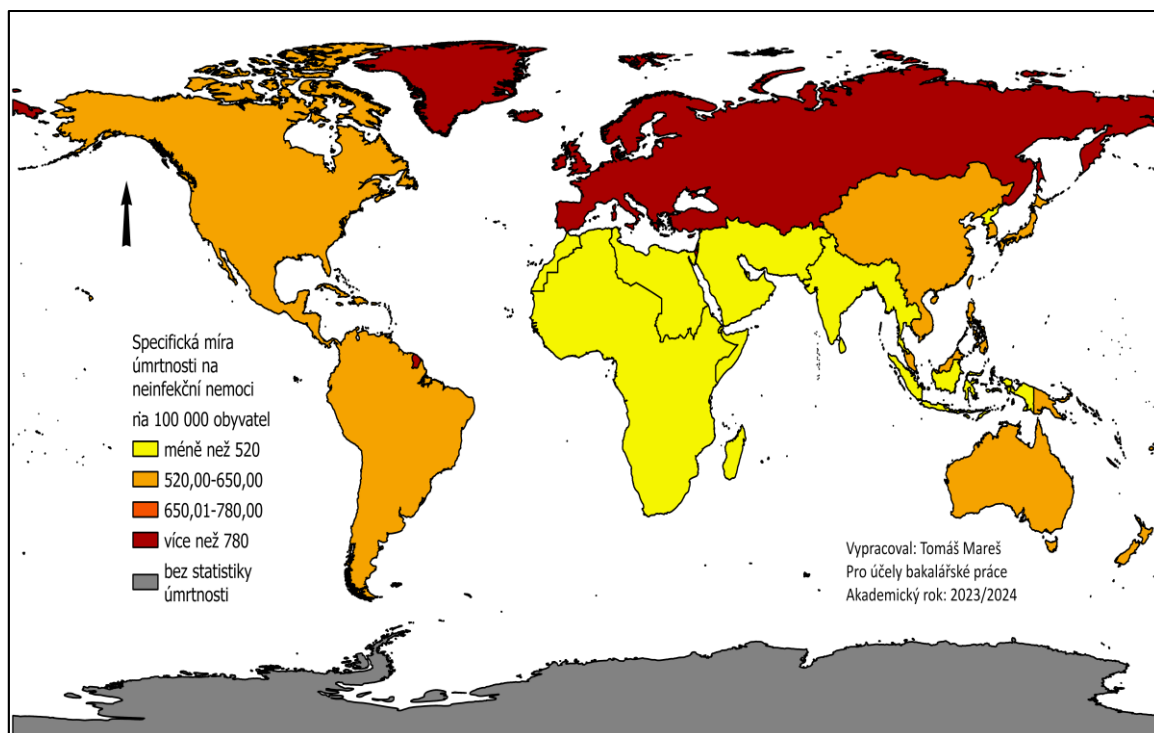 Specifická míra
úmrtnosti na
neinfekční nemoci
na 100 000 obyvatel
méně než 520
520,00-650,00
650,01-780,00
více než 780
bez statistiky
úmrtnosti
Vypracoval: Tomáš Mareš
Pro účely bakalářské práce
Akademický rok: 2023/2024